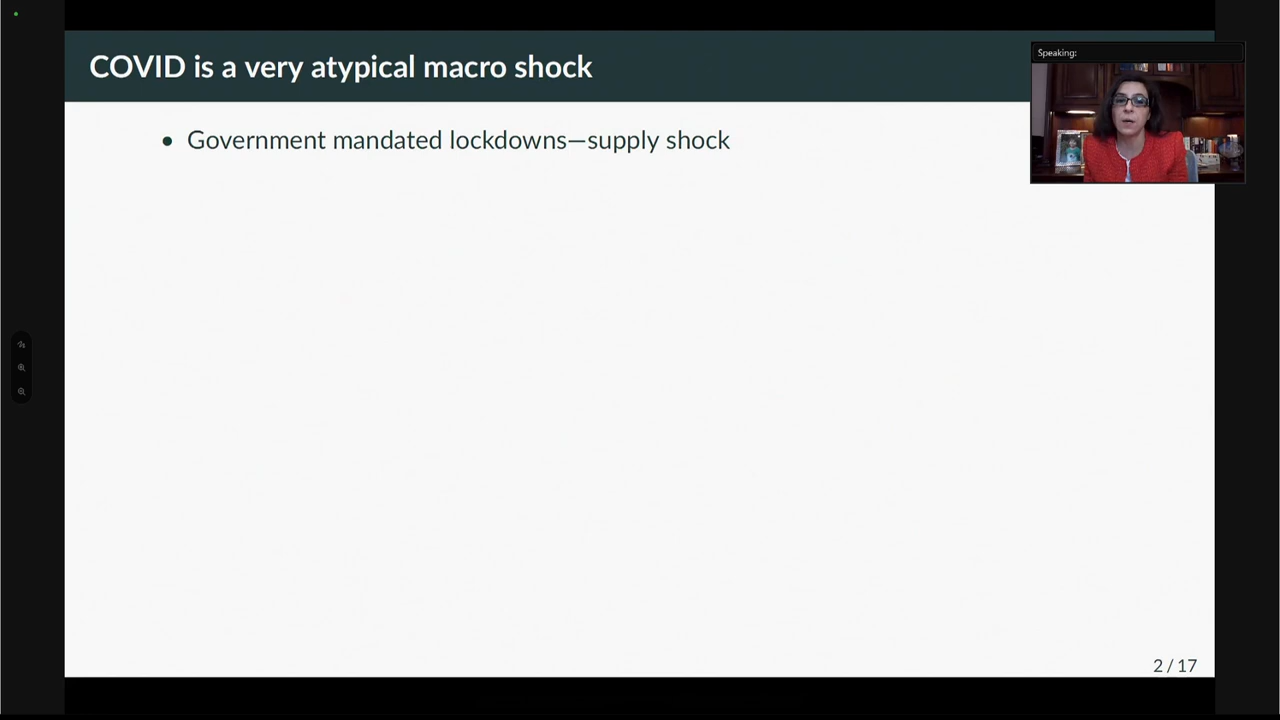 COVID is a very atypical macro shock
Speaking:
• Government mandated lockdowns—supply shock
2 / 17